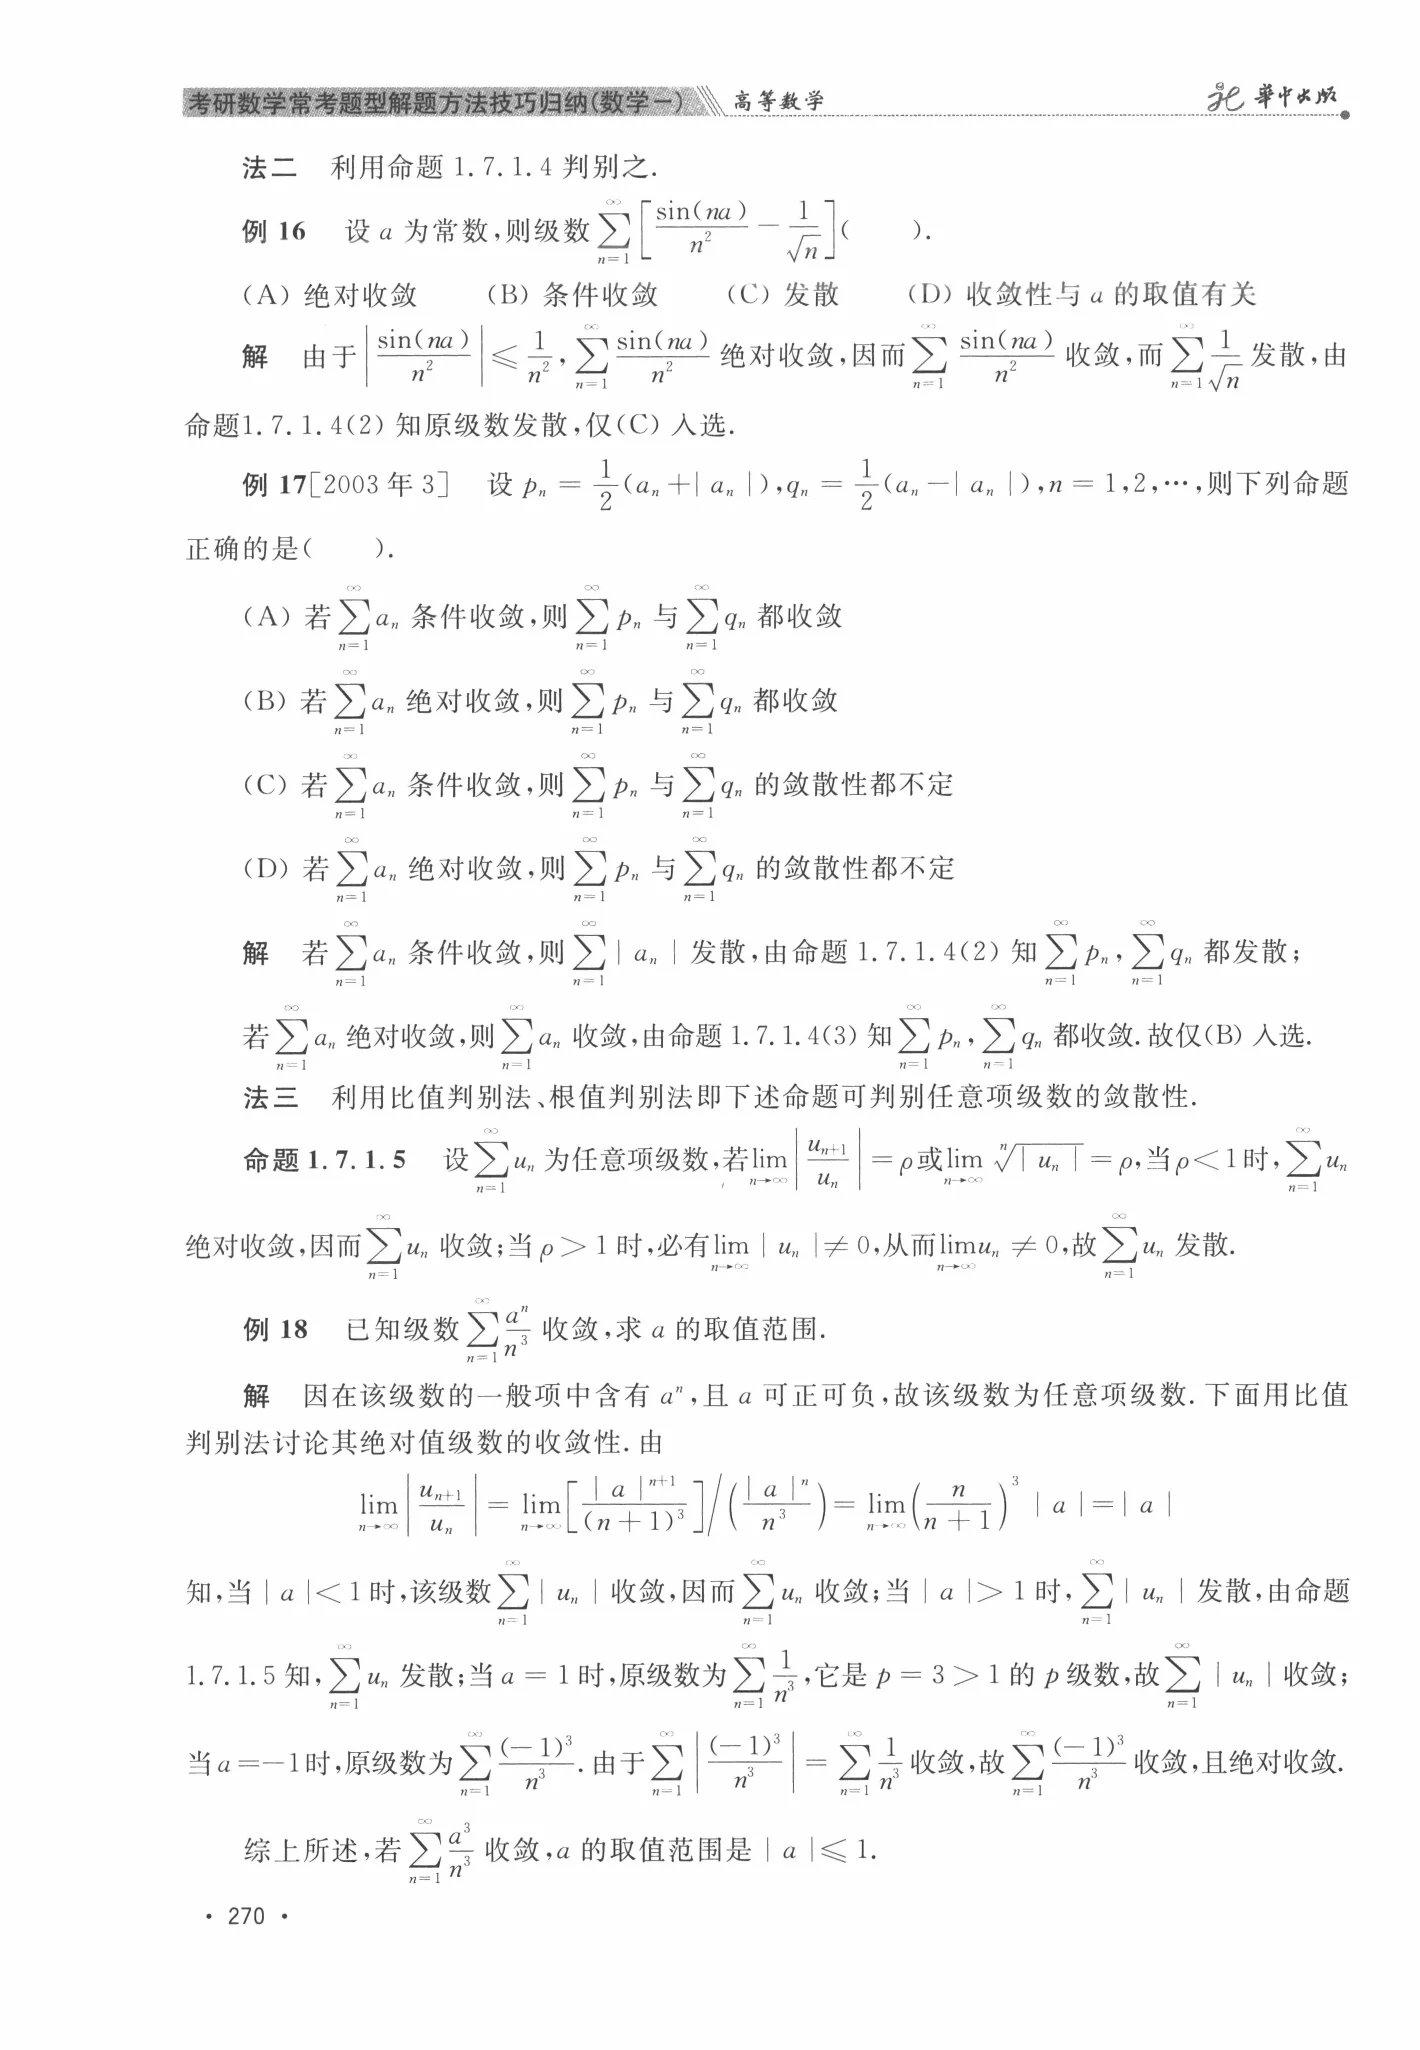 考研数学常考题型解题方法技巧归纳(数学一) 高等数学 華中出版
法二 利用命题 1.7.1.4 判别之.
例 16 设 a 为常数,则级数 $\sum_{n=1}^{\infty}\left[\frac{\sin(na)}{n^2}-\frac{1}{\sqrt{n}}\right]$( ).
(A) 绝对收敛 (B) 条件收敛 (C) 发散 (D) 收敛性与 a 的取值有关
解 由于 $\left|\frac{\sin(na)}{n^2}\right|\leqslant\frac{1}{n^2}$, $\sum_{n=1}^{\infty}\frac{\sin(na)}{n^2}$ 绝对收敛,因而 $\sum_{n=1}^{\infty}\frac{\sin(na)}{n^2}$ 收敛,而 $\sum_{n=1}^{\infty}\frac{1}{\sqrt{n}}$ 发散,由
命题1.7.1.4(2) 知原级数发散,仅(C) 入选.
例 17[2003 年 3] 设 $p_n=\frac{1}{2}(a_n+|a_n|)$, $q_n=\frac{1}{2}(a_n-|a_n|)$, n = 1,2,…,则下列命题
正确的是( ).
(A) 若 $\sum_{n=1}^{\infty}a_n$ 条件收敛,则 $\sum_{n=1}^{\infty}p_n$ 与 $\sum_{n=1}^{\infty}q_n$ 都收敛
(B) 若 $\sum_{n=1}^{\infty}a_n$ 绝对收敛,则 $\sum_{n=1}^{\infty}p_n$ 与 $\sum_{n=1}^{\infty}q_n$ 都收敛
(C) 若 $\sum_{n=1}^{\infty}a_n$ 条件收敛,则 $\sum_{n=1}^{\infty}p_n$ 与 $\sum_{n=1}^{\infty}q_n$ 的敛散性都不定
(D) 若 $\sum_{n=1}^{\infty}a_n$ 绝对收敛,则 $\sum_{n=1}^{\infty}p_n$ 与 $\sum_{n=1}^{\infty}q_n$ 的敛散性都不定
解 若 $\sum_{n=1}^{\infty}a_n$ 条件收敛,则 $\sum_{n=1}^{\infty}|a_n|$ 发散,由命题 1.7.1.4(2) 知 $\sum_{n=1}^{\infty}p_n$, $\sum_{n=1}^{\infty}q_n$ 都发散;
若 $\sum_{n=1}^{\infty}a_n$ 绝对收敛,则 $\sum_{n=1}^{\infty}a_n$ 收敛,由命题 1.7.1.4(3) 知 $\sum_{n=1}^{\infty}p_n$, $\sum_{n=1}^{\infty}q_n$ 都收敛.故仅(B) 入选.
法三 利用比值判别法、根值判别法即下述命题可判别任意项级数的敛散性.
命题 1.7.1.5 设 $\sum_{n=1}^{\infty}u_n$ 为任意项级数,若 $\lim_{n\to\infty}\left|\frac{u_{n+1}}{u_n}\right|=\rho$ 或 $\lim_{n\to\infty}\sqrt[n]{|u_n|}=\rho$,当 $\rho<1$ 时, $\sum_{n=1}^{\infty}u_n$
绝对收敛,因而 $\sum_{n=1}^{\infty}u_n$ 收敛;当 $\rho>1$ 时,必有 $\lim_{n\to\infty}|u_n|\neq 0$,从而 $\lim_{n\to\infty}u_n\neq 0$,故 $\sum_{n=1}^{\infty}u_n$ 发散.
例 18 已知级数 $\sum_{n=1}^{\infty}\frac{a^n}{n^3}$ 收敛,求 a 的取值范围.
解 因在该级数的一般项中含有 $a^n$,且 a 可正可负,故该级数为任意项级数.下面用比值
判别法讨论其绝对值级数的收敛性.由
$\lim_{n\to\infty}\left|\frac{u_{n+1}}{u_n}\right|=\lim_{n\to\infty}\left[\frac{|a|^{n+1}}{(n+1)^3}\right]/\left(\frac{|a|^n}{n^3}\right)=\lim_{n\to\infty}\left(\frac{n}{n+1}\right)^3|a|=|a|$
知,当 $|a|<1$ 时,该级数 $\sum_{n=1}^{\infty}|u_n|$ 收敛,因而 $\sum_{n=1}^{\infty}u_n$ 收敛;当 $|a|>1$ 时, $\sum_{n=1}^{\infty}|u_n|$ 发散,由命题
1.7.1.5 知, $\sum_{n=1}^{\infty}u_n$ 发散;当 a = 1 时,原级数为 $\sum_{n=1}^{\infty}\frac{1}{n^3}$,它是 p = 3 > 1 的 p 级数,故 $\sum_{n=1}^{\infty}|u_n|$ 收敛;
当 a =-1时,原级数为 $\sum_{n=1}^{\infty}\frac{(-1)^3}{n^3}$.由于 $\sum_{n=1}^{\infty}\left|\frac{(-1)^3}{n^3}\right|=\sum_{n=1}^{\infty}\frac{1}{n^3}$ 收敛,故 $\sum_{n=1}^{\infty}\frac{(-1)^3}{n^3}$ 收敛,且绝对收敛.
综上所述,若 $\sum_{n=1}^{\infty}\frac{a^3}{n^3}$ 收敛,a 的取值范围是 $|a|\leqslant 1$.
· 270 ·